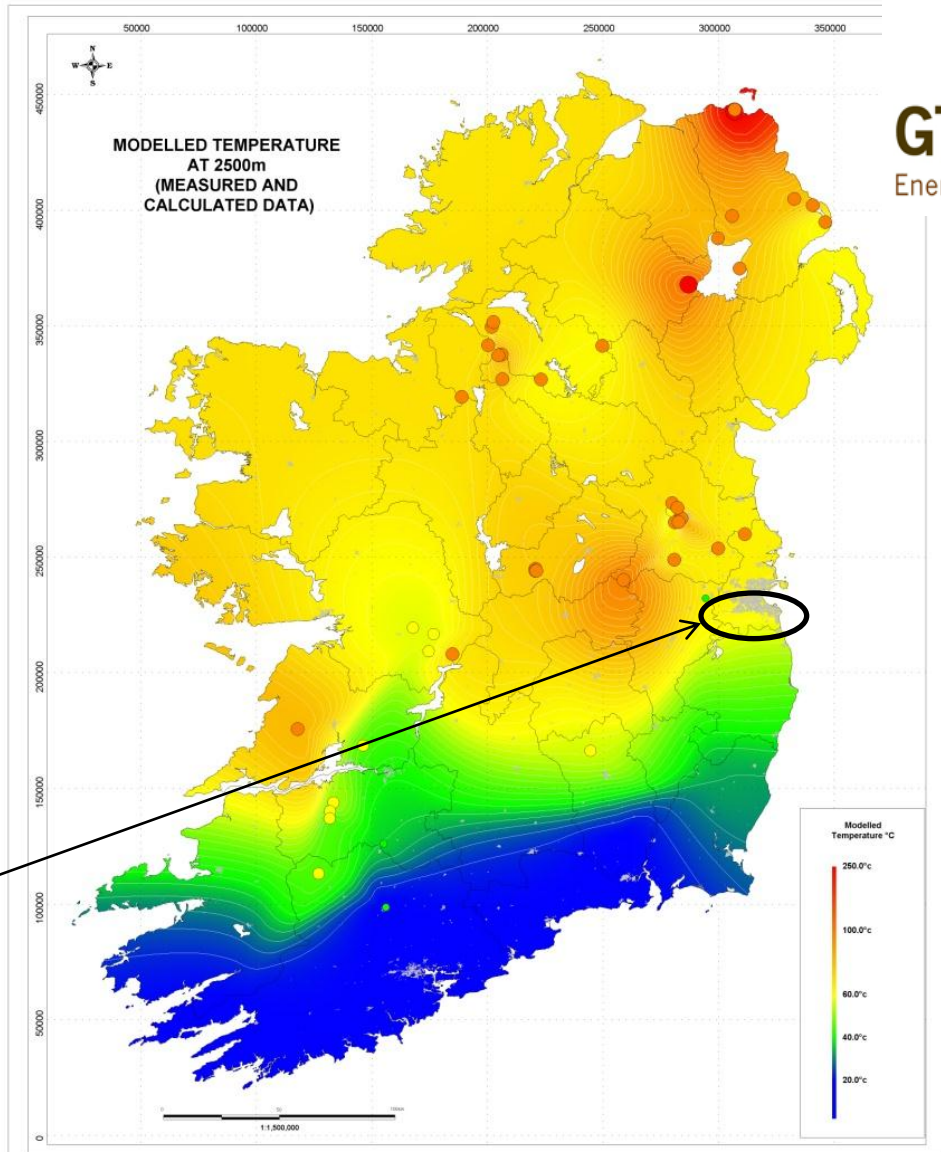 50000 100000 150000 200000 250000 300000 350000
N
W E
S
MODELLED TEMPERATURE
AT 2500m
(MEASURED AND
CALCULATED DATA)
GT
Ener
450000
400000
350000
300000
250000
200000
150000
100000
50000
0
Modelled
Temperature °C
250.0°c
100.0°c
60.0°c
40.0°c
20.0°c
0 50
1:1,500,000